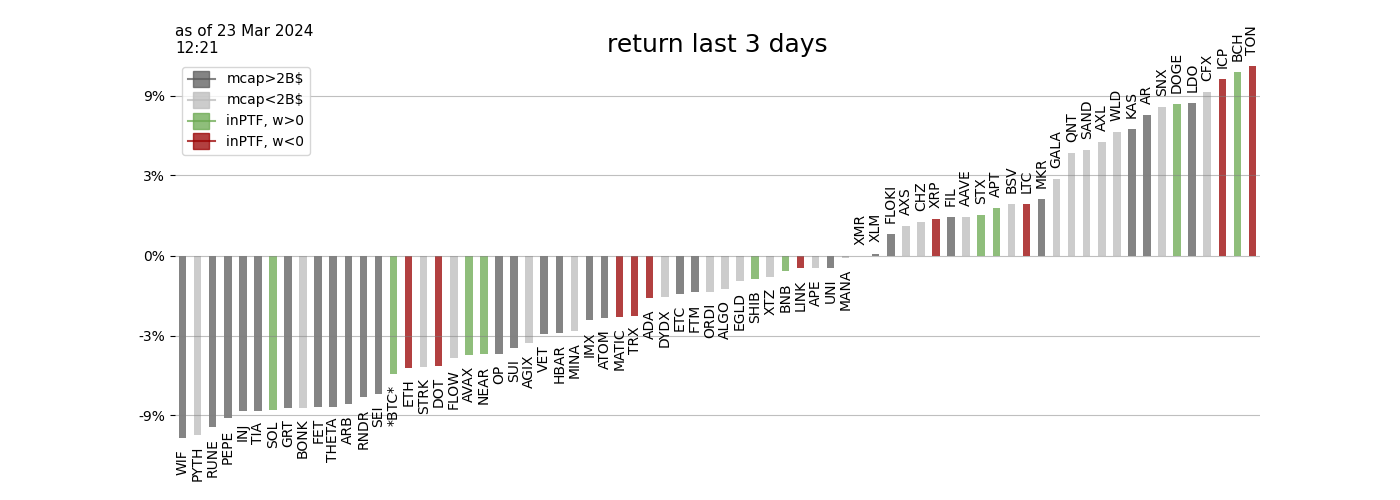 as of 23 Mar 2024
12:21
return last 3 days
mcap>2B$
mcap<2B$
inPTF, w>0
inPTF, w<0
9%
3%
0%
-3%
-9%
WIF
PYTH
RUNE
PEPE
INJ
TIA
SOL
GRT
BONK
FET
THETA
ARB
RNDR
SEI
*BTC*
ETH
STRK
DOT
FLOW
AVAX
NEAR
OP
SUI
AGIX
VET
HBAR
MINA
IMX
ATOM
MATIC
TRX
ADA
DYDX
ETC
FTM
ORDI
ALGO
EGLD
SHIB
XTZ
BNB
LINK
APE
UNI
MANA
XMR
XLM
FLOKI
AXS
CHZ
XRP
FIL
AAVE
STX
APT
BSV
LTC
MKR
GALA
QNT
SAND
AXL
WLD
KAS
AR
SNX
DOGE
LDO
CFX
ICP
BCH
TON